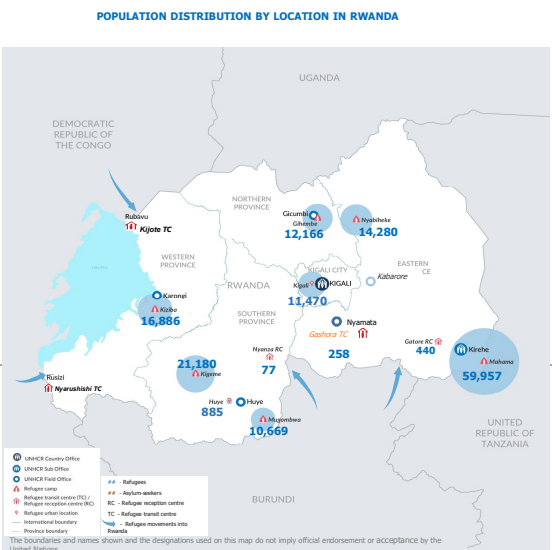 POPULATION DISTRIBUTION BY LOCATION IN RWANDA
UGANDA
DEMOCRATIC
REPUBLIC OF
THE CONGO
NORTHERN
PROVINCE
Gicumbi
Gihembe
12,166
Nyabiheke
14,280
Rubavu
Kijote TC
WESTERN
PROVINCE
EASTERN
CE
KIGALI CITY
Kabarore
Kigali
KIGALI
11,470
RWANDA
Karongi
Kiziba
16,886
SOUTHERN
PROVINCE
Nyamata
Gashora TC
258
Nyanza RC
77
Gatore RC
440
Kirehe
Mahama
59,957
21,180
Kigeme
Rusizi
Nyarushishi TC
Huye
885
Huye
Mugombwa
10,669
UNITED
REPUBLIC OF
TANZANIA
BURUNDI
UNHCR Country Office
UNHCR Sub Office
UNHCR Field Office
Refugee camp
Refugee transit centre (TC) /
Refugee reception centre (RC)
Refugee urban location
International boundary
Province boundary
## - Refugees
## - Asylum-seekers
RC - Refugee reception centre
TC - Refugee transit centre
- Refugee movements into
Rwanda
The boundaries and names shown and the designations used on this map do not imply official endorsement or acceptance by the
United Nations.